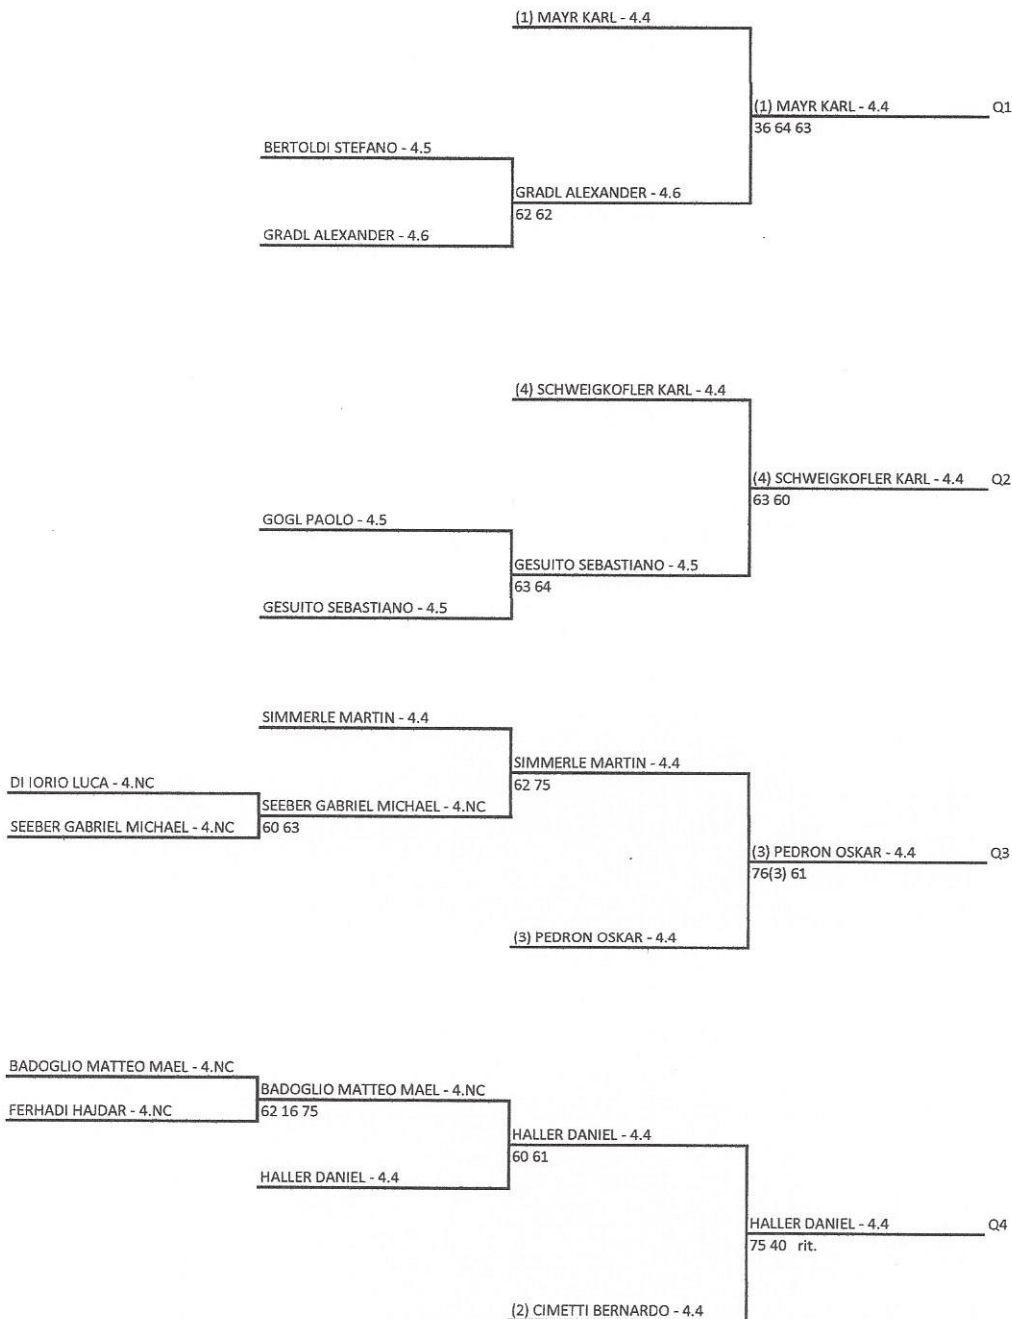 (1) MAYR KARL - 4.4
(1) MAYR KARL - 4.4 Q1
36 64 63
BERTOLDI STEFANO - 4.5
GRADL ALEXANDER - 4.6
62 62
GRADL ALEXANDER - 4.6
(4) SCHWEIGKOFLER KARL - 4.4
(4) SCHWEIGKOFLER KARL - 4.4 Q2
63 60
GOGL PAOLO - 4.5
GESUITO SEBASTIANO - 4.5
63 64
GESUITO SEBASTIANO - 4.5
SIMMERLE MARTIN - 4.4
SIMMERLE MARTIN - 4.4
62 75
DI IORIO LUCA - 4.NC
SEEBER GABRIEL MICHAEL - 4.NC
SEEBER GABRIEL MICHAEL - 4.NC
60 63
(3) PEDRON OSKAR - 4.4 Q3
76(3) 61
(3) PEDRON OSKAR - 4.4
BADOGLIO MATTEO MAEL - 4.NC
BADOGLIO MATTEO MAEL - 4.NC
FERHADI HAJDAR - 4.NC
62 16 75
HALLER DANIEL - 4.4
60 61
HALLER DANIEL - 4.4
HALLER DANIEL - 4.4 Q4
75 40 rit.
(2) CIMETTI BERNARDO - 4.4